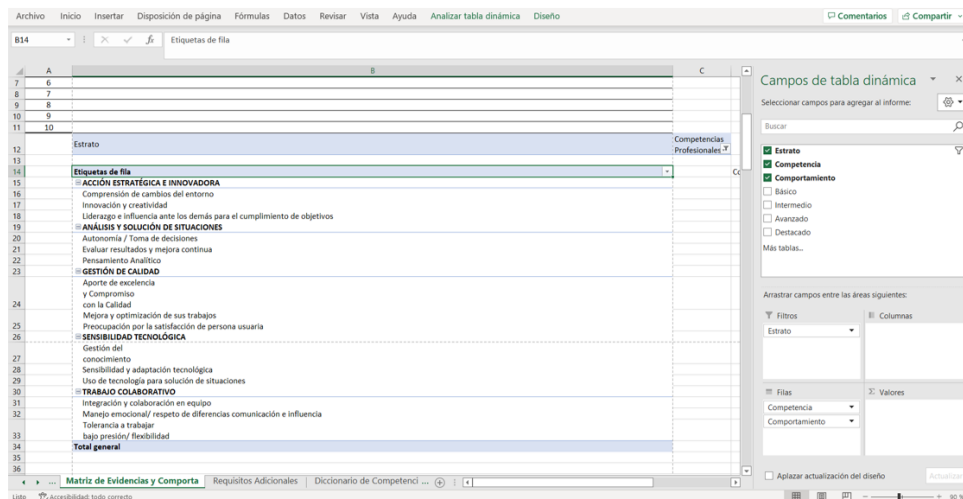 Archivo Inicio Insertar Disposición de página Fórmulas Datos Revisar Vista Ayuda Analizar tabla dinámica Diseño Comentarios Compartir
B14 fx Etiquetas de fila
A B C
7 6
8 7
9 8
10 9
11 10
12 Estrato Competencias
Profesionales
13
14 Etiquetas de fila Co
15 ACCIÓN ESTRATÉGICA E INNOVADORA
16 Comprensión de cambios del entorno
17 Innovación y creatividad
18 Liderazgo e influencia ante los demás para el cumplimiento de objetivos
19 ANÁLISIS Y SOLUCIÓN DE SITUACIONES
20 Autonomía / Toma de decisiones
21 Evaluar resultados y mejora continua
22 Pensamiento Analítico
23 GESTIÓN DE CALIDAD
Aporte de excelencia
y Compromiso
24 con la Calidad
Mejora y optimización de sus trabajos
25 Preocupación por la satisfacción de persona usuaria
26 SENSIBILIDAD TECNOLÓGICA
Gestión del
27 conocimiento
28 Sensibilidad y adaptación tecnológica
29 Uso de tecnología para solución de situaciones
30 TRABAJO COLABORATIVO
31 Integración y colaboración en equipo
32 Manejo emocional/ respeto de diferencias comunicación e influencia
Tolerancia a trabajar
33 bajo presión/ flexibilidad
34 Total general
35
36
Campos de tabla dinámica
Seleccionar campos para agregar al informe:
Buscar
Estrato
Competencia
Comportamiento
Básico
Intermedio
Avanzado
Destacado
Más tablas...
Arrastrar campos entre las áreas siguientes:
Filtros Columnas
Estrato
Filas Valores
Competencia
Comportamiento
Aplazar actualización del diseño Actualizar
... Matriz de Evidencias y Comporta Requisitos Adicionales Diccionario de Competenci ...
Listo Accesibilidad: todo correcto 90 %